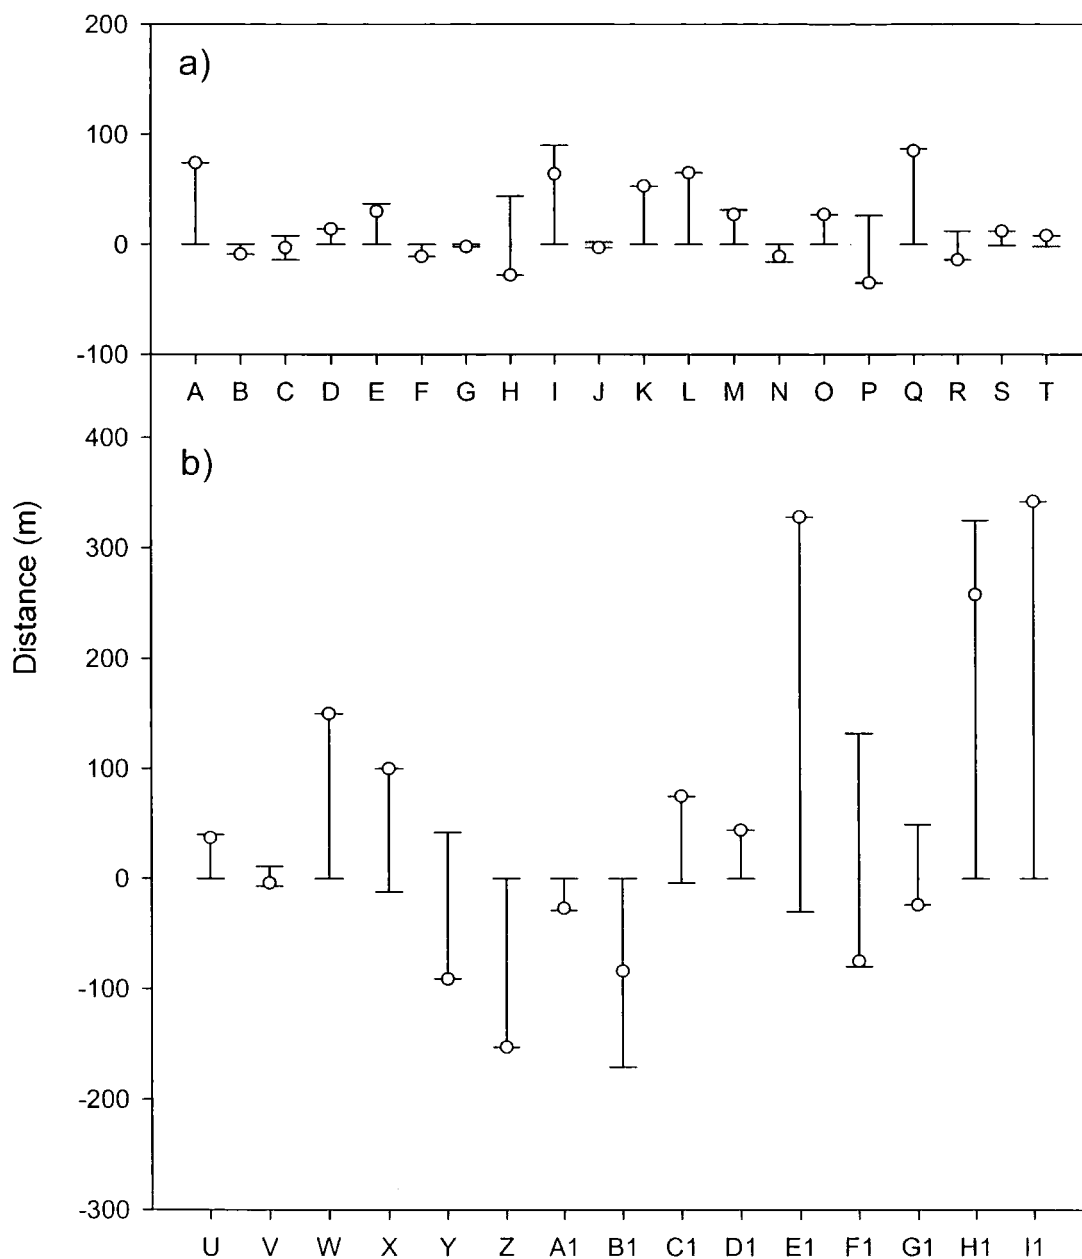 200
a)
100
0
-100
A B C D E F G H I J K L M N O P Q R S T
400
b)
300
200
100
0
-100
-200
-300
U V W X Y Z A1 B1 C1 D1 E1 F1 G1 H1 I1
Distance (m)